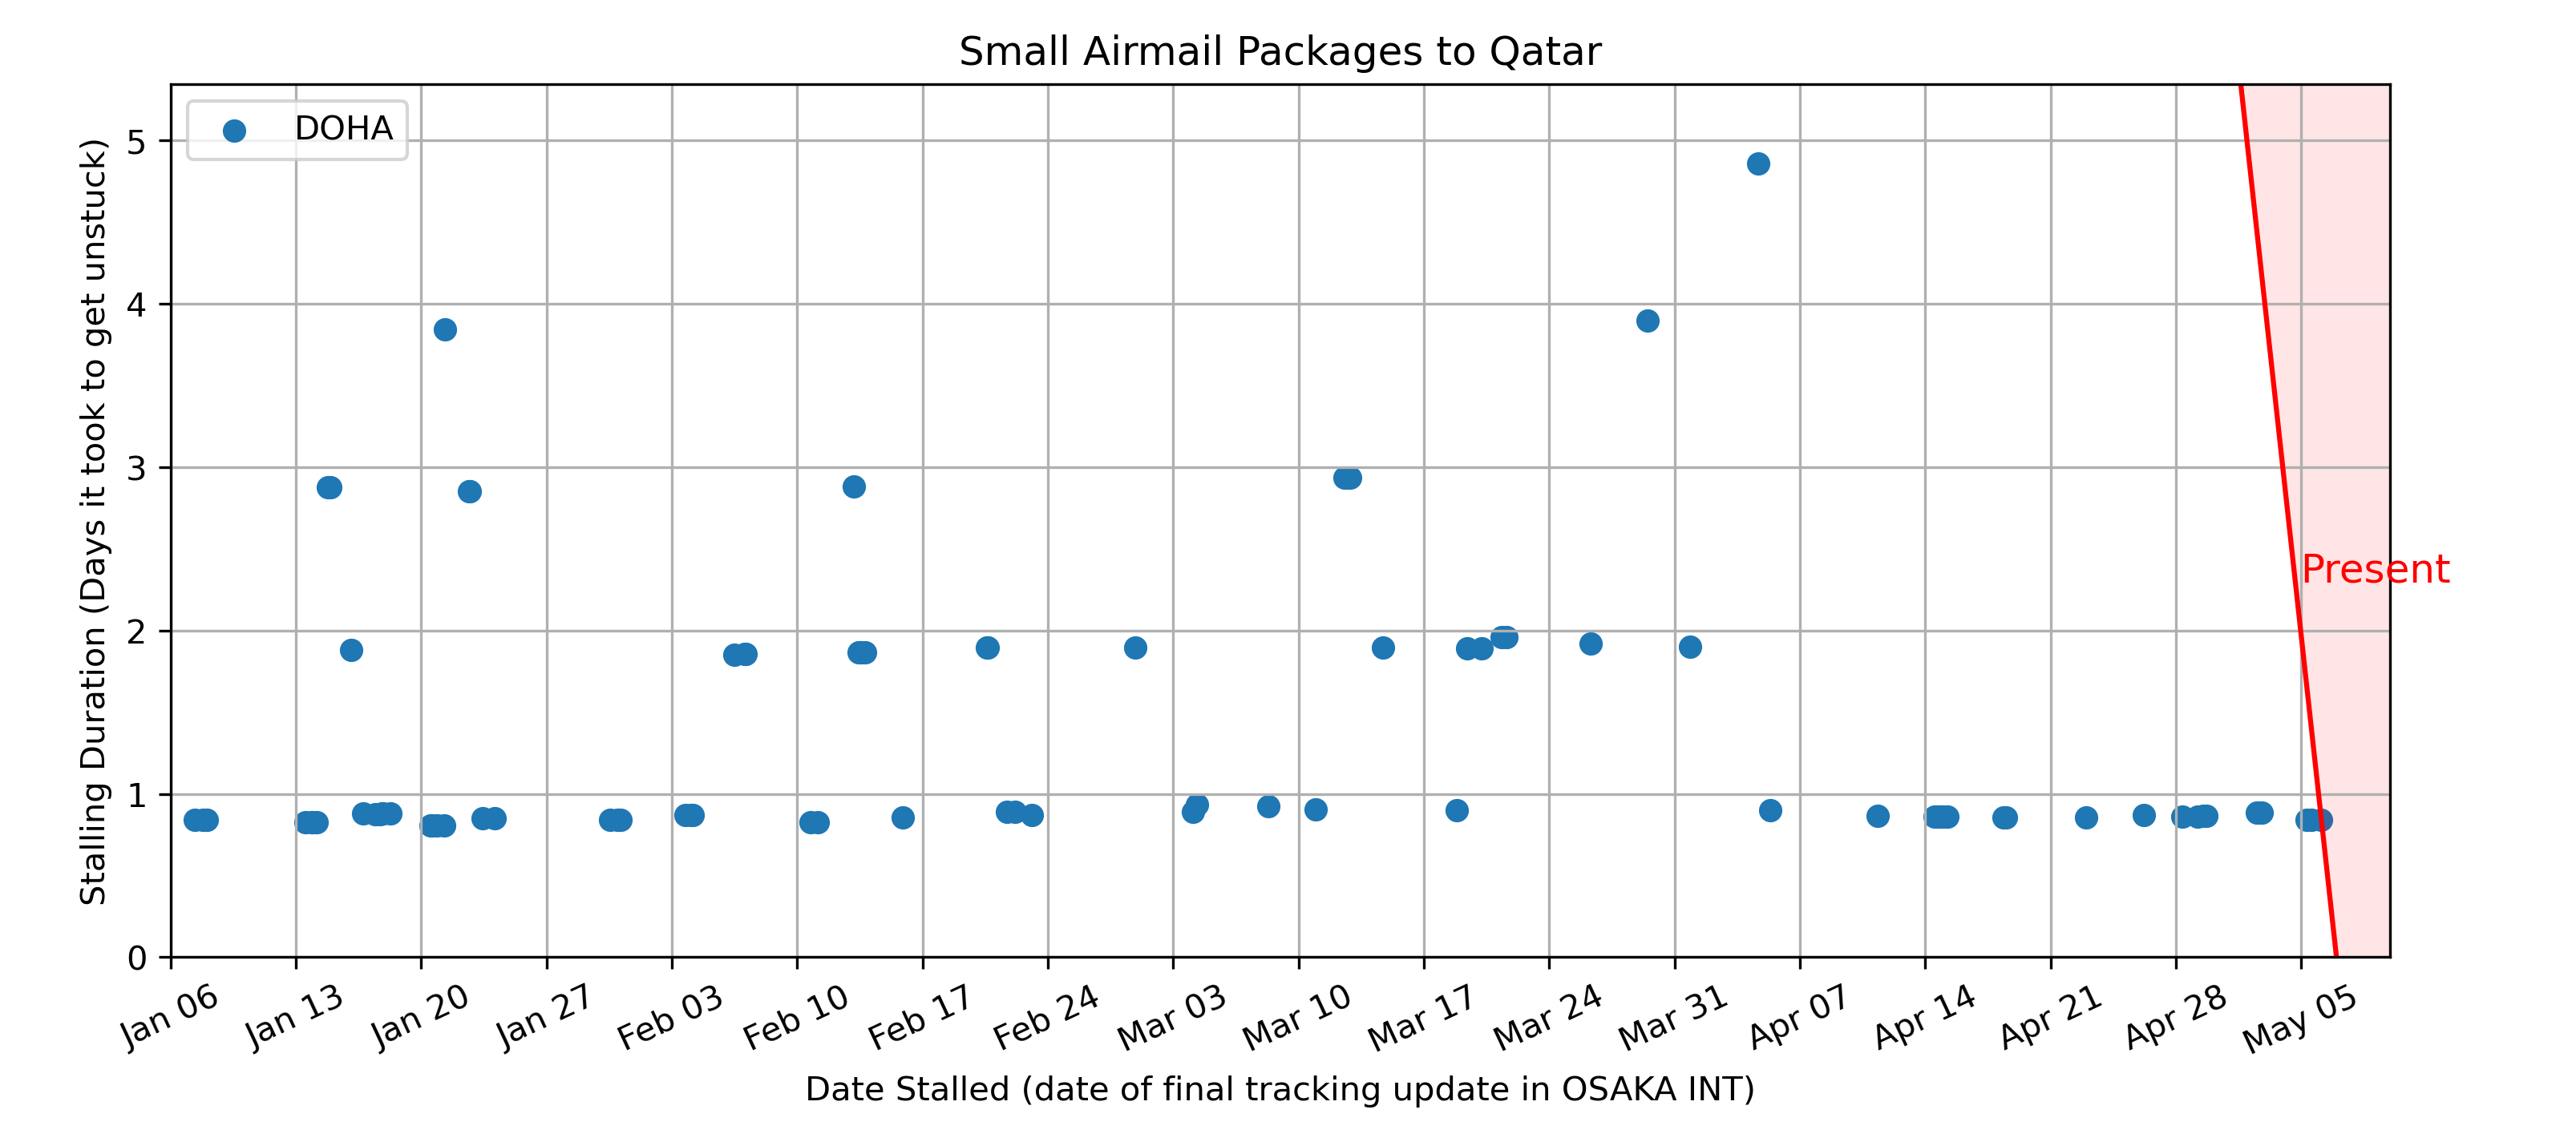 Small Airmail Packages to Qatar
DOHA
Stalling Duration (Days it took to get unstuck)
5
4
3
2
1
0
Present
Jan 06
Jan 13
Jan 20
Jan 27
Feb 03
Feb 10
Feb 17
Feb 24
Mar 03
Mar 10
Mar 17
Mar 24
Mar 31
Apr 07
Apr 14
Apr 21
Apr 28
May 05
Date Stalled (date of final tracking update in OSAKA INT)